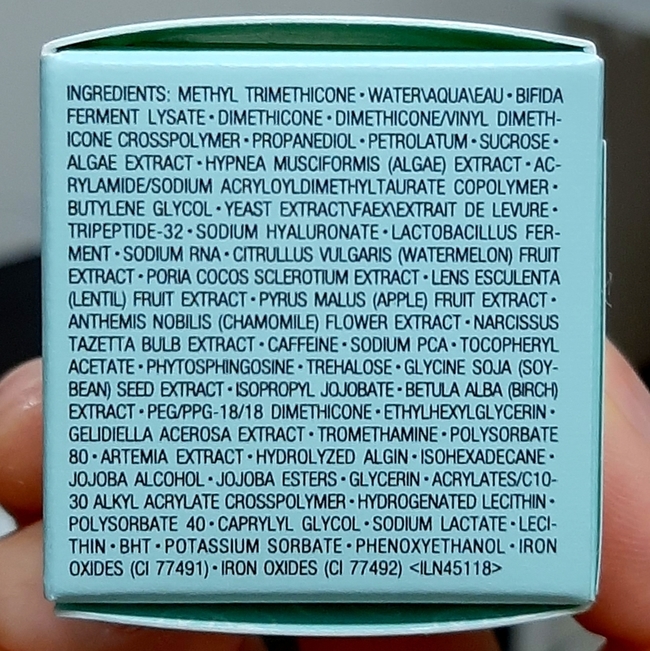 INGREDIENTS: METHYL TRIMETHICONE • WATER\AQUA\EAU • BIFIDA
FERMENT LYSATE • DIMETHICONE • DIMETHICONE/VINYL DIMETH-
ICONE CROSSPOLYMER • PROPANEDIOL • PETROLATUM • SUCROSE •
ALGAE EXTRACT • HYPNEA MUSCIFORMIS (ALGAE) EXTRACT • AC-
RYLAMIDE/SODIUM ACRYLOYLDIMETHYLTAURATE COPOLYMER •
BUTYLENE GLYCOL • YEAST EXTRACT\FAEX\EXTRAIT DE LEVURE •
TRIPEPTIDE-32 • SODIUM HYALURONATE • LACTOBACILLUS FER-
MENT • SODIUM RNA • CITRULLUS VULGARIS (WATERMELON) FRUIT
EXTRACT • PORIA COCOS SCLEROTIUM EXTRACT • LENS ESCULENTA
(LENTIL) FRUIT EXTRACT • PYRUS MALUS (APPLE) FRUIT EXTRACT •
ANTHEMIS NOBILIS (CHAMOMILE) FLOWER EXTRACT • NARCISSUS
TAZETTA BULB EXTRACT • CAFFEINE • SODIUM PCA • TOCOPHERYL
ACETATE • PHYTOSPHINGOSINE • TREHALOSE • GLYCINE SOJA (SOY-
BEAN) SEED EXTRACT • ISOPROPYL JOJOBATE • BETULA ALBA (BIRCH)
EXTRACT • PEG/PPG-18/18 DIMETHICONE • ETHYLHEXYLGLYCERIN •
GELIDIELLA ACEROSA EXTRACT • TROMETHAMINE • POLYSORBATE
80 • ARTEMIA EXTRACT • HYDROLYZED ALGIN • ISOHEXADECANE •
JOJOBA ALCOHOL • JOJOBA ESTERS • GLYCERIN • ACRYLATES/C10-
30 ALKYL ACRYLATE CROSSPOLYMER • HYDROGENATED LECITHIN •
POLYSORBATE 40 • CAPRYLYL GLYCOL • SODIUM LACTATE • LECI-
THIN • BHT • POTASSIUM SORBATE • PHENOXYETHANOL • IRON
OXIDES (CI 77491) • IRON OXIDES (CI 77492) <ILN45118>